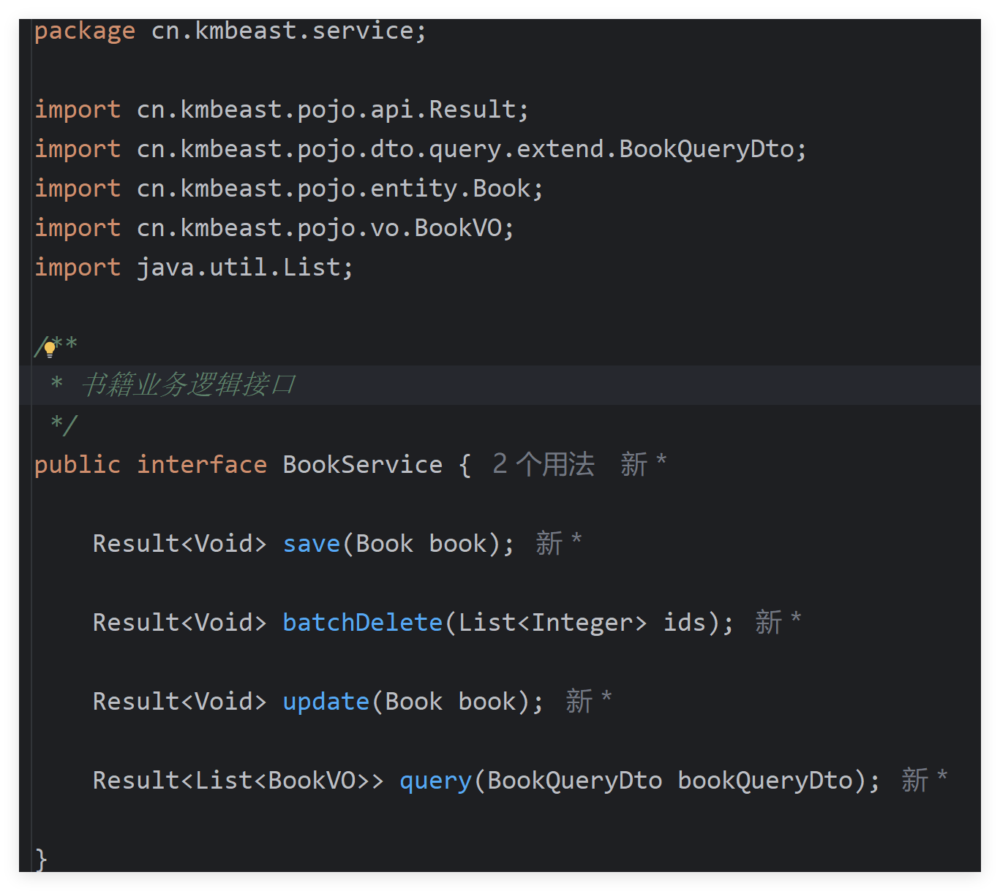 package cn.kmbeast.service;
import cn.kmbeast.pojo.api.Result;
import cn.kmbeast.pojo.dto.query.extend.BookQueryDto;
import cn.kmbeast.pojo.entity.Book;
import cn.kmbeast.pojo.vo.BookVO;
import java.util.List;
/**
 * 书籍业务逻辑接口
 */
public interface BookService { 2 个用法 新 *
    Result<Void> save(Book book); 新 *
    Result<Void> batchDelete(List<Integer> ids); 新 *
    Result<Void> update(Book book); 新 *
    Result<List<BookVO>> query(BookQueryDto bookQueryDto); 新 *
}